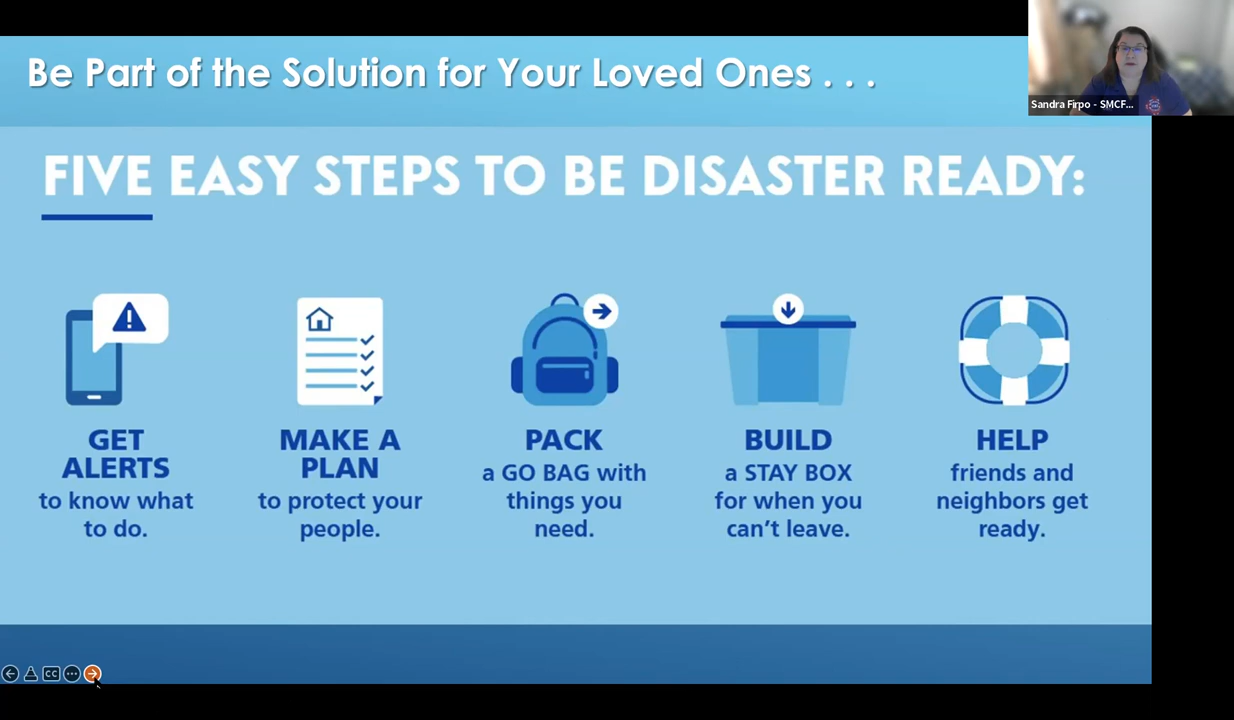 Be Part of the Solution for Your Loved Ones . . .
Sandra Firpo - SMCF...
FIVE EASY STEPS TO BE DISASTER READY:
GET
ALERTS
to know what
to do.
MAKE A
PLAN
to protect your
people.
PACK
a GO BAG with
things you
need.
BUILD
a STAY BOX
for when you
can’t leave.
HELP
friends and
neighbors get
ready.
CC